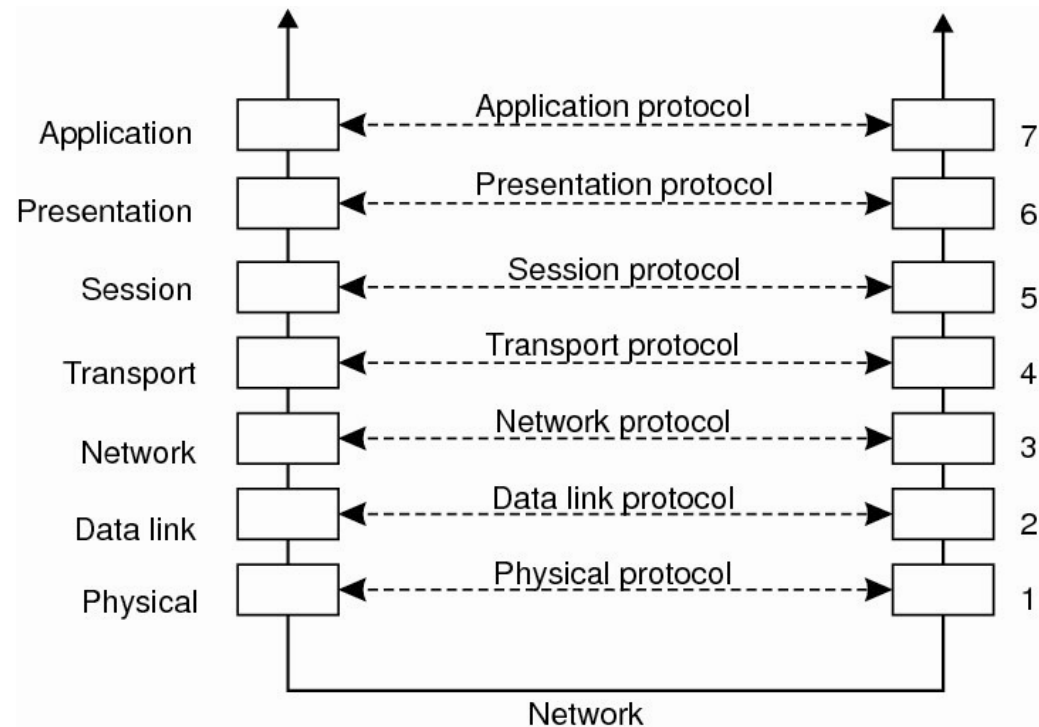 Application protocol
Application
7
Presentation protocol
Presentation
6
Session protocol
Session
5
Transport protocol
Transport
4
Network protocol
Network
3
Data link protocol
Data link
2
Physical protocol
Physical
1
Network